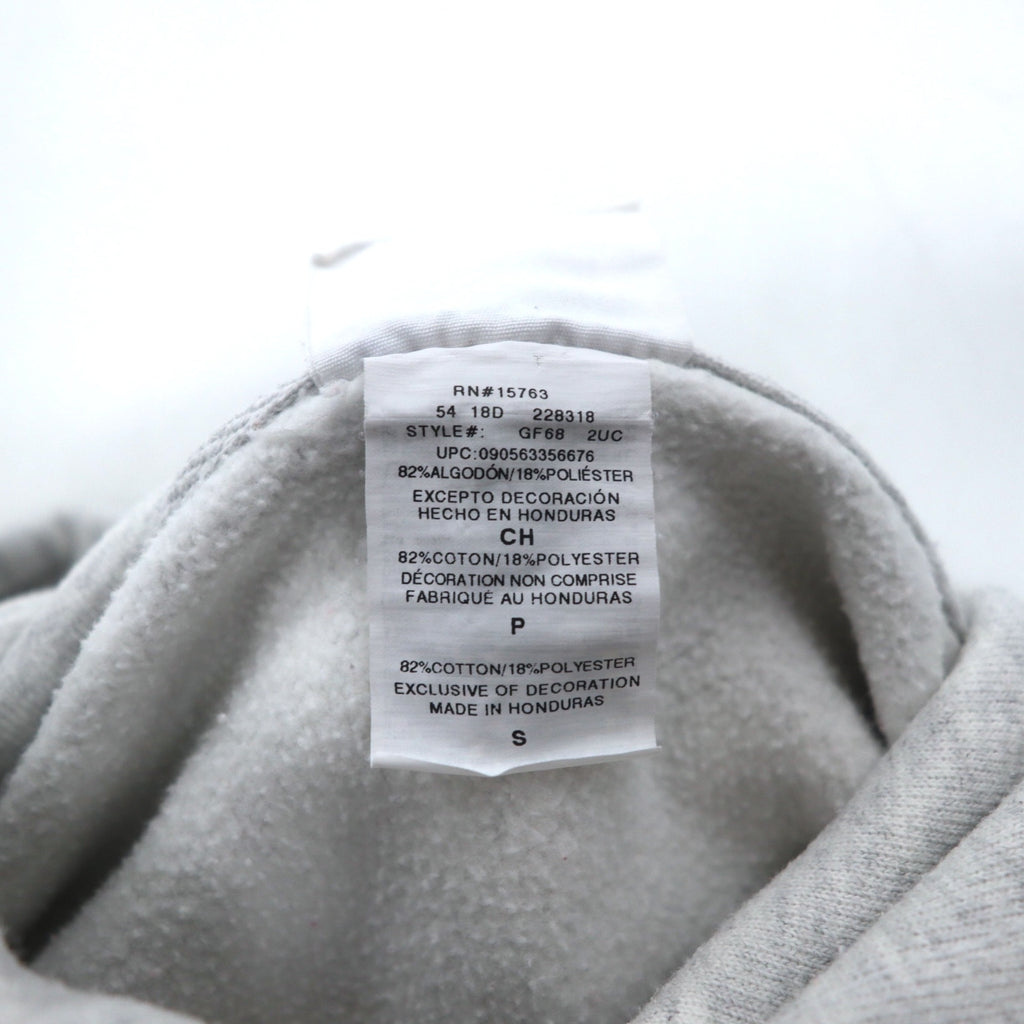 RN#15763
54 18D 228318
STYLE#: GF68 2UC
UPC:090563356676
82%ALGODÓN/18%POLIÉSTER
EXCEPTO DECORACIÓN
HECHO EN HONDURAS
CH
82%COTON/18%POLYESTER
DÉCORATION NON COMPRISE
FABRIQUÉ AU HONDURAS
P
82%COTTON/18%POLYESTER
EXCLUSIVE OF DECORATION
MADE IN HONDURAS
S